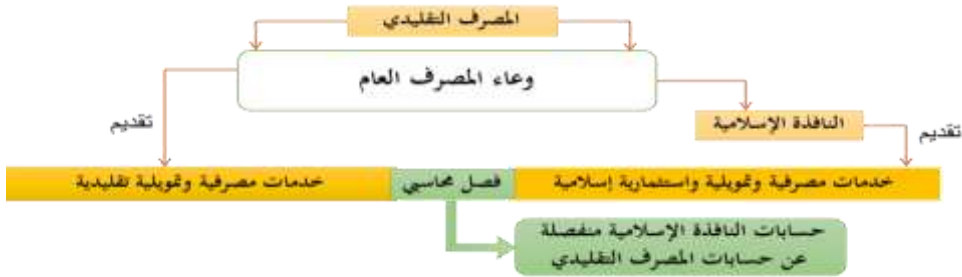 المصرف التقليدي
وعاء المصرف العام
النافذة الإسلامية
تقديم
تقديم
خدمات مصرفية وتمويلية واستثمارية إسلامية
فصل محاسبي
خدمات مصرفية وتمويلية تقليدية
حسابات النافذة الإسلامية منفصلة
عن حسابات المصرف التقليدي